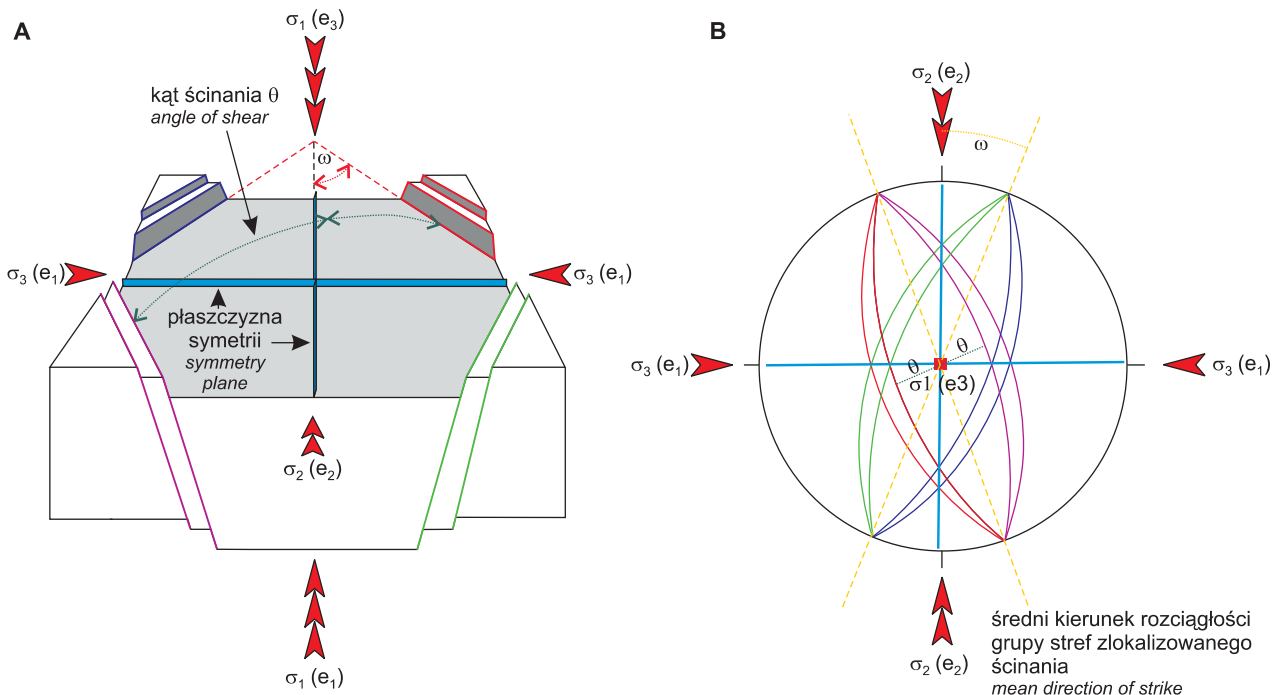 A
σ1 (e3)
kąt ścinania θ
angle of shear
ω
σ3 (e1)
σ3 (e1)
płaszczyzna
symetrii
symmetry
plane
σ2 (e2)
σ1 (e1)
B
σ2 (e2)
ω
θ
θ
σ3 (e1)
σ3 (e1)
σ1 (e3)
σ2 (e2)
średni kierunek rozciągłości
grupy stref zlokalizowanego
ścinania
mean direction of strike